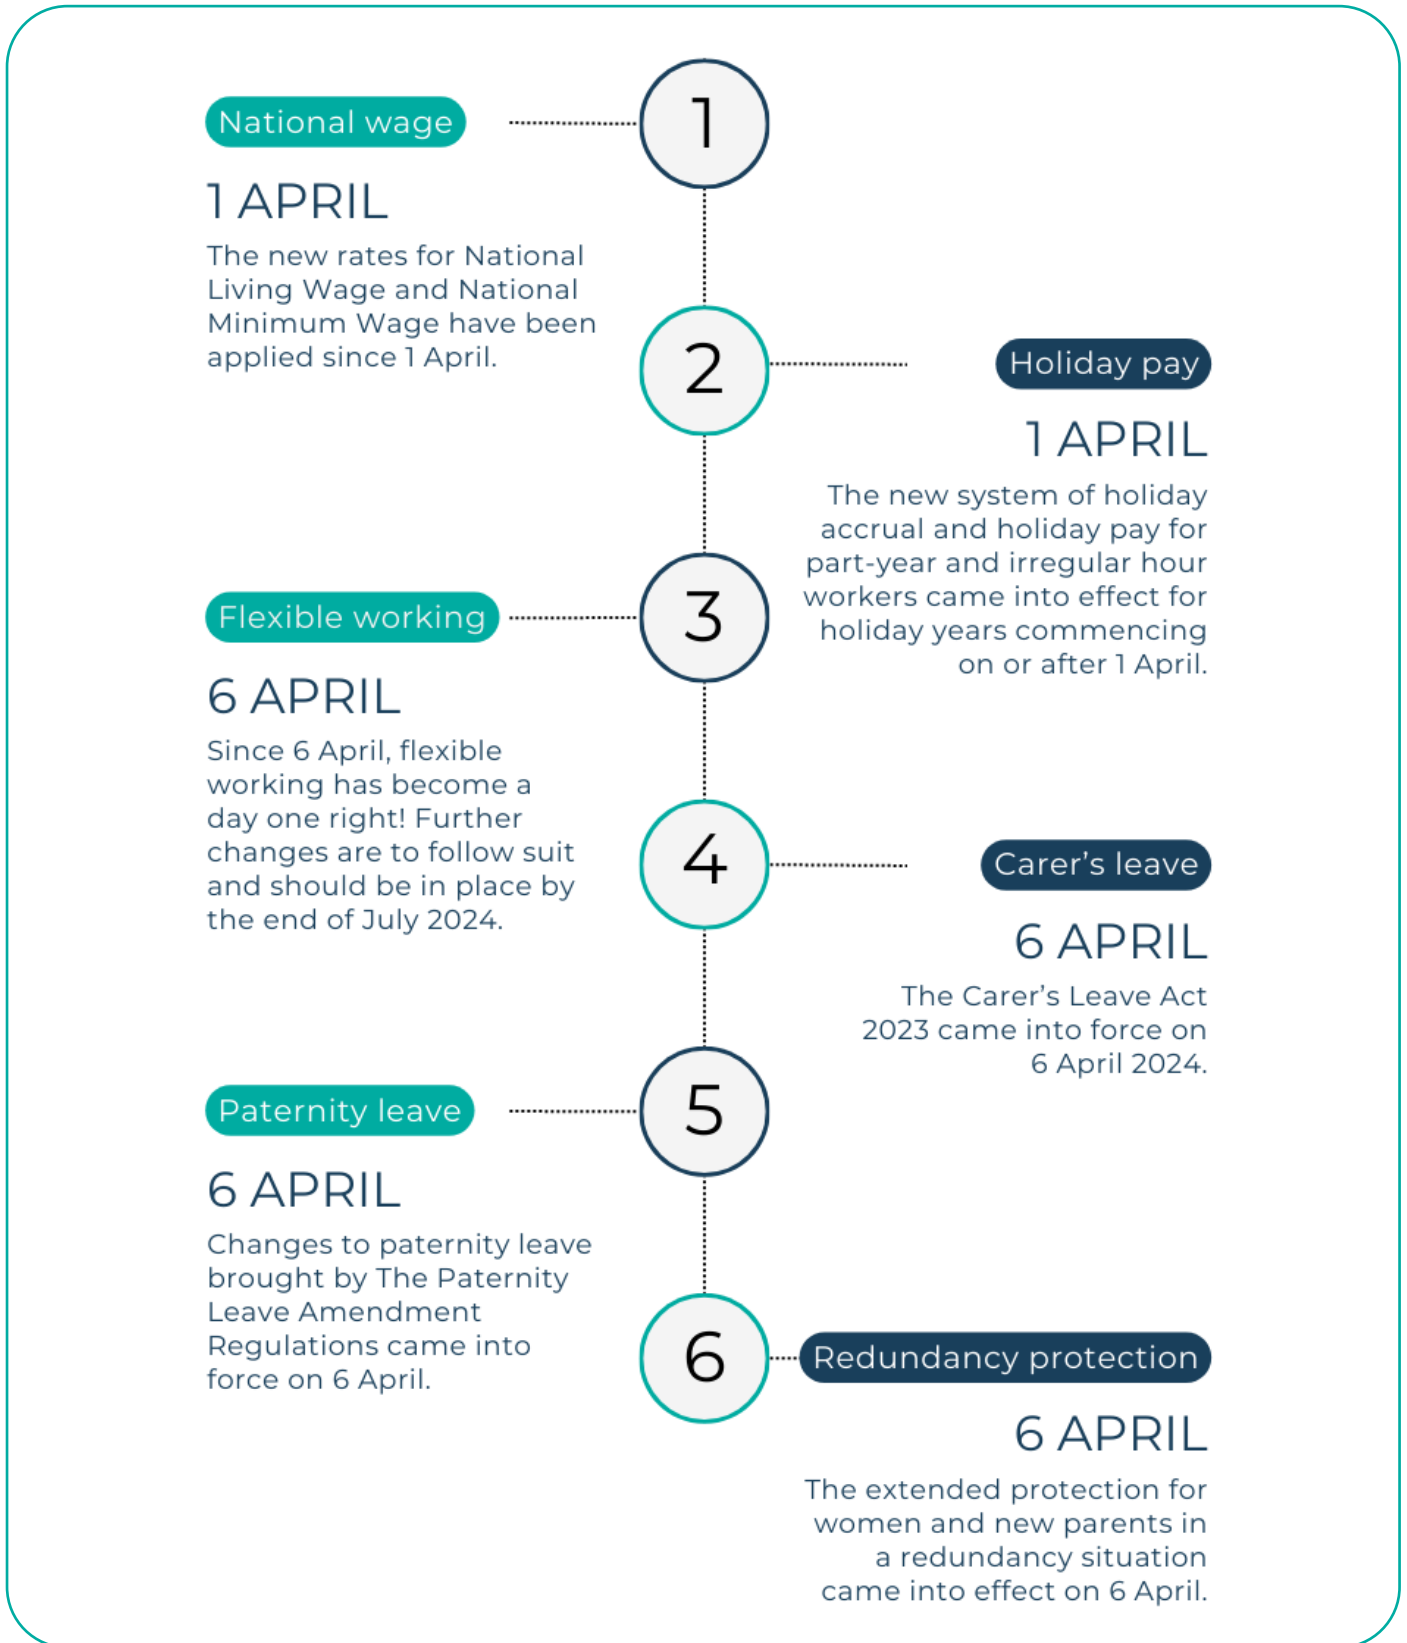 1
National wage
1 APRIL
The new rates for National
Living Wage and National
Minimum Wage have been
applied since 1 April.
2
Holiday pay
1 APRIL
The new system of holiday
accrual and holiday pay for
part-year and irregular hour
workers came into effect for
holiday years commencing
on or after 1 April.
3
Flexible working
6 APRIL
Since 6 April, flexible
working has become a
day one right! Further
changes are to follow suit
and should be in place by
the end of July 2024.
4
Carer’s leave
6 APRIL
The Carer’s Leave Act
2023 came into force on
6 April 2024.
5
Paternity leave
6 APRIL
Changes to paternity leave
brought by The Paternity
Leave Amendment
Regulations came into
force on 6 April.
6
Redundancy protection
6 APRIL
The extended protection for
women and new parents in
a redundancy situation
came into effect on 6 April.